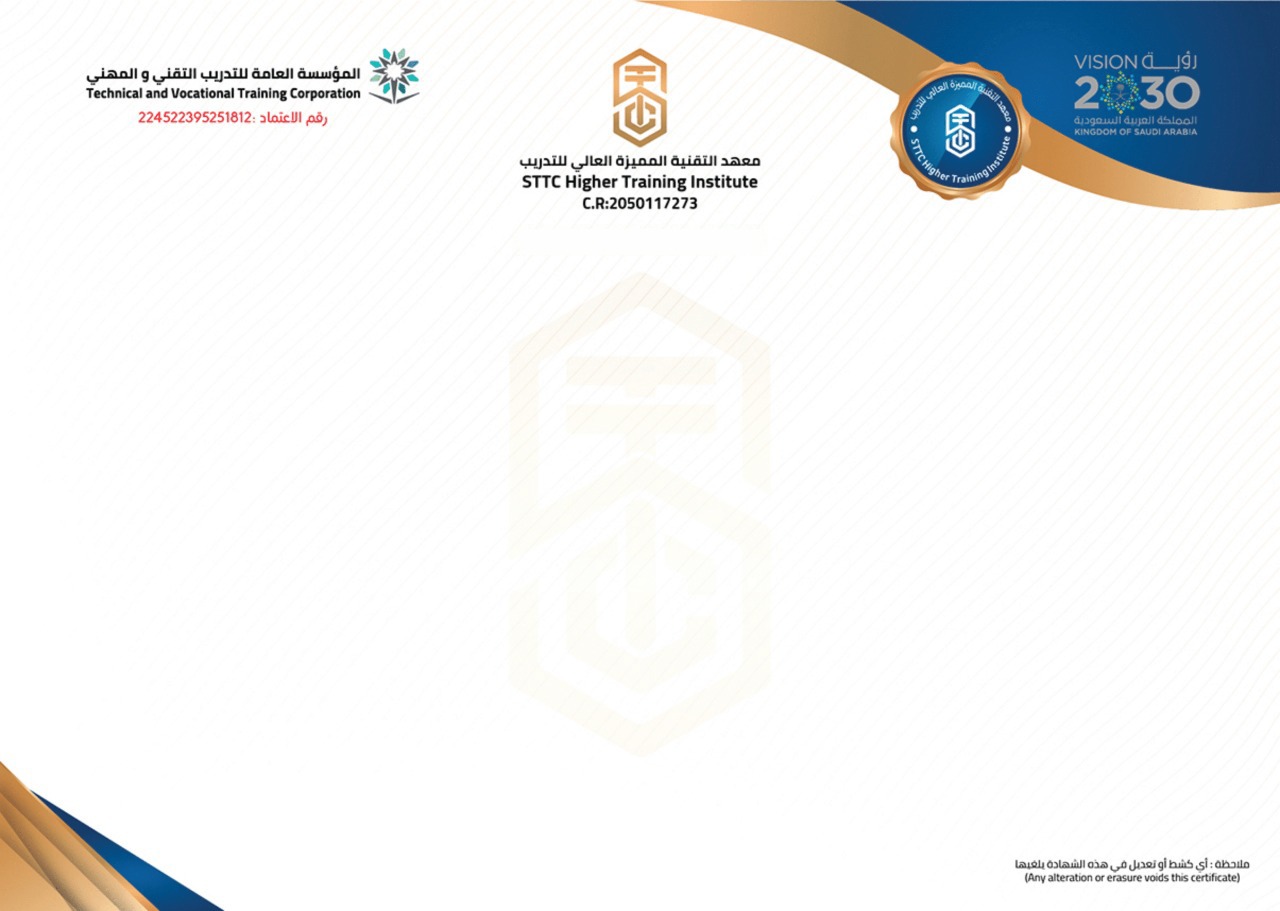 المؤسسة العامة للتدريب التقني و المهني
Technical and Vocational Training Corporation
رقم الاعتماد :224522395251812
معهد التقنية المميزة العالي للتدريب
STTC Higher Training Institute
C.R:2050117273
معهد التقنية المميزة العالي للتدريب
STTC Higher Training Institute
VISION رؤيــة
2030
المملكة العربية السعودية
KINGDOM OF SAUDI ARABIA
ملاحظة : أي كشط أو تعديل في هذه الشهادة يلغيها
(Any alteration or erasure voids this certificate)